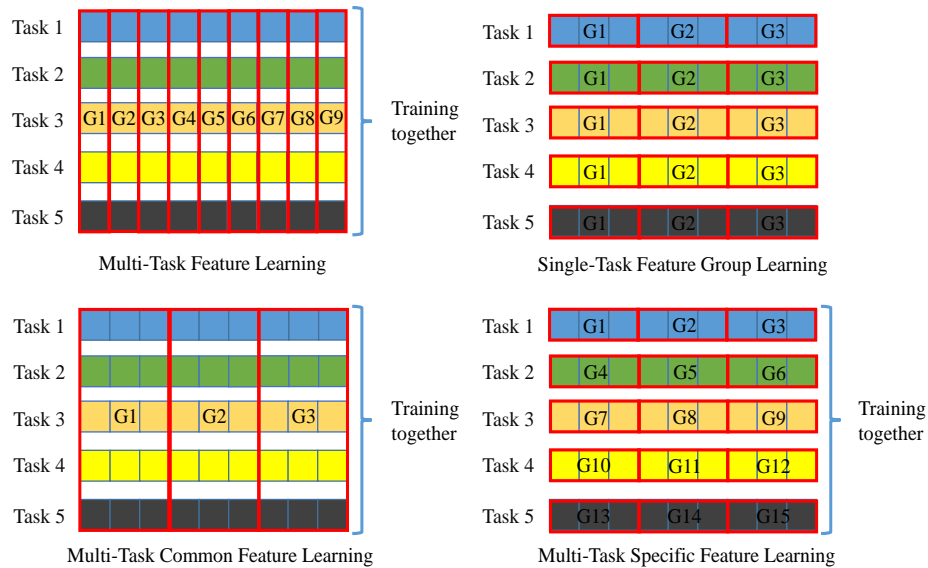 Task 1
Task 2
Task 3 G1 G2 G3 G4 G5 G6 G7 G8 G9
Task 4
Task 5
Training
together
Multi-Task Feature Learning
Task 1 G1 G2 G3
Task 2 G1 G2 G3
Task 3 G1 G2 G3
Task 4 G1 G2 G3
Task 5 G1 G2 G3
Single-Task Feature Group Learning
Task 1
Task 2
Task 3 G1 G2 G3
Task 4
Task 5
Training
together
Multi-Task Common Feature Learning
Task 1 G1 G2 G3
Task 2 G4 G5 G6
Task 3 G7 G8 G9
Task 4 G10 G11 G12
Task 5 G13 G14 G15
Training
together
Multi-Task Specific Feature Learning